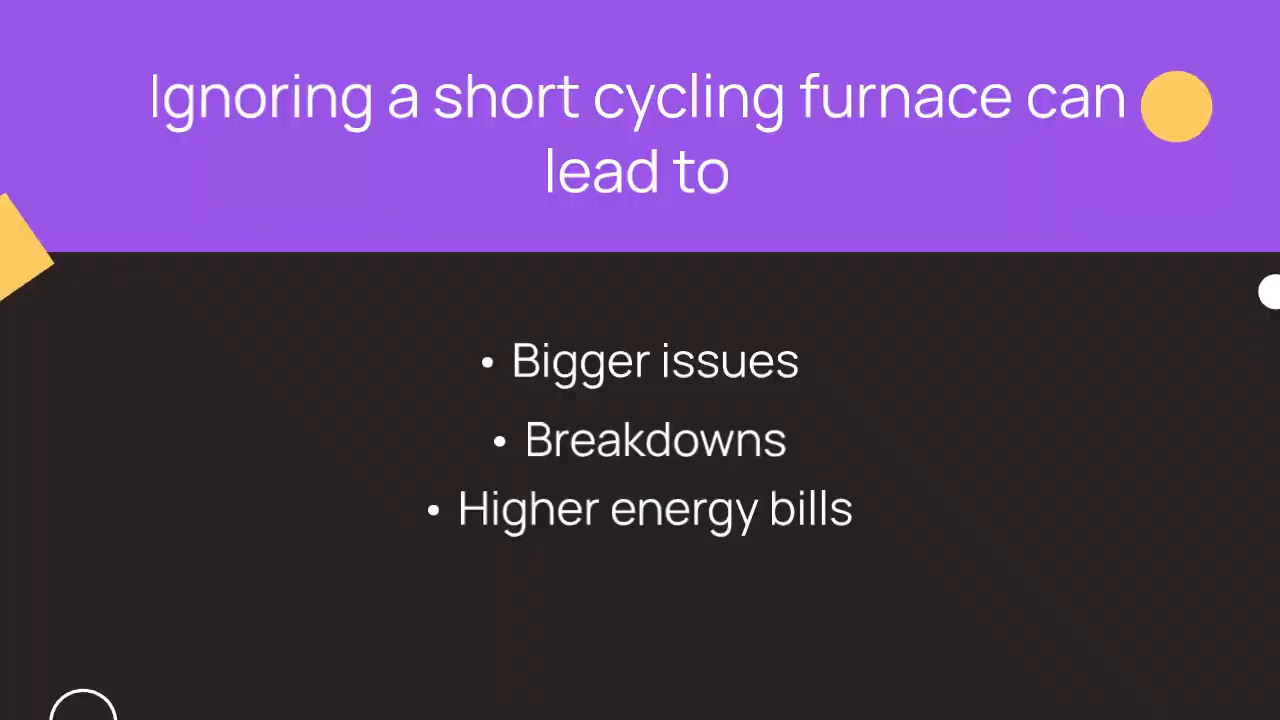 Ignoring a short cycling furnace can
lead to
• Bigger issues
• Breakdowns
• Higher energy bills